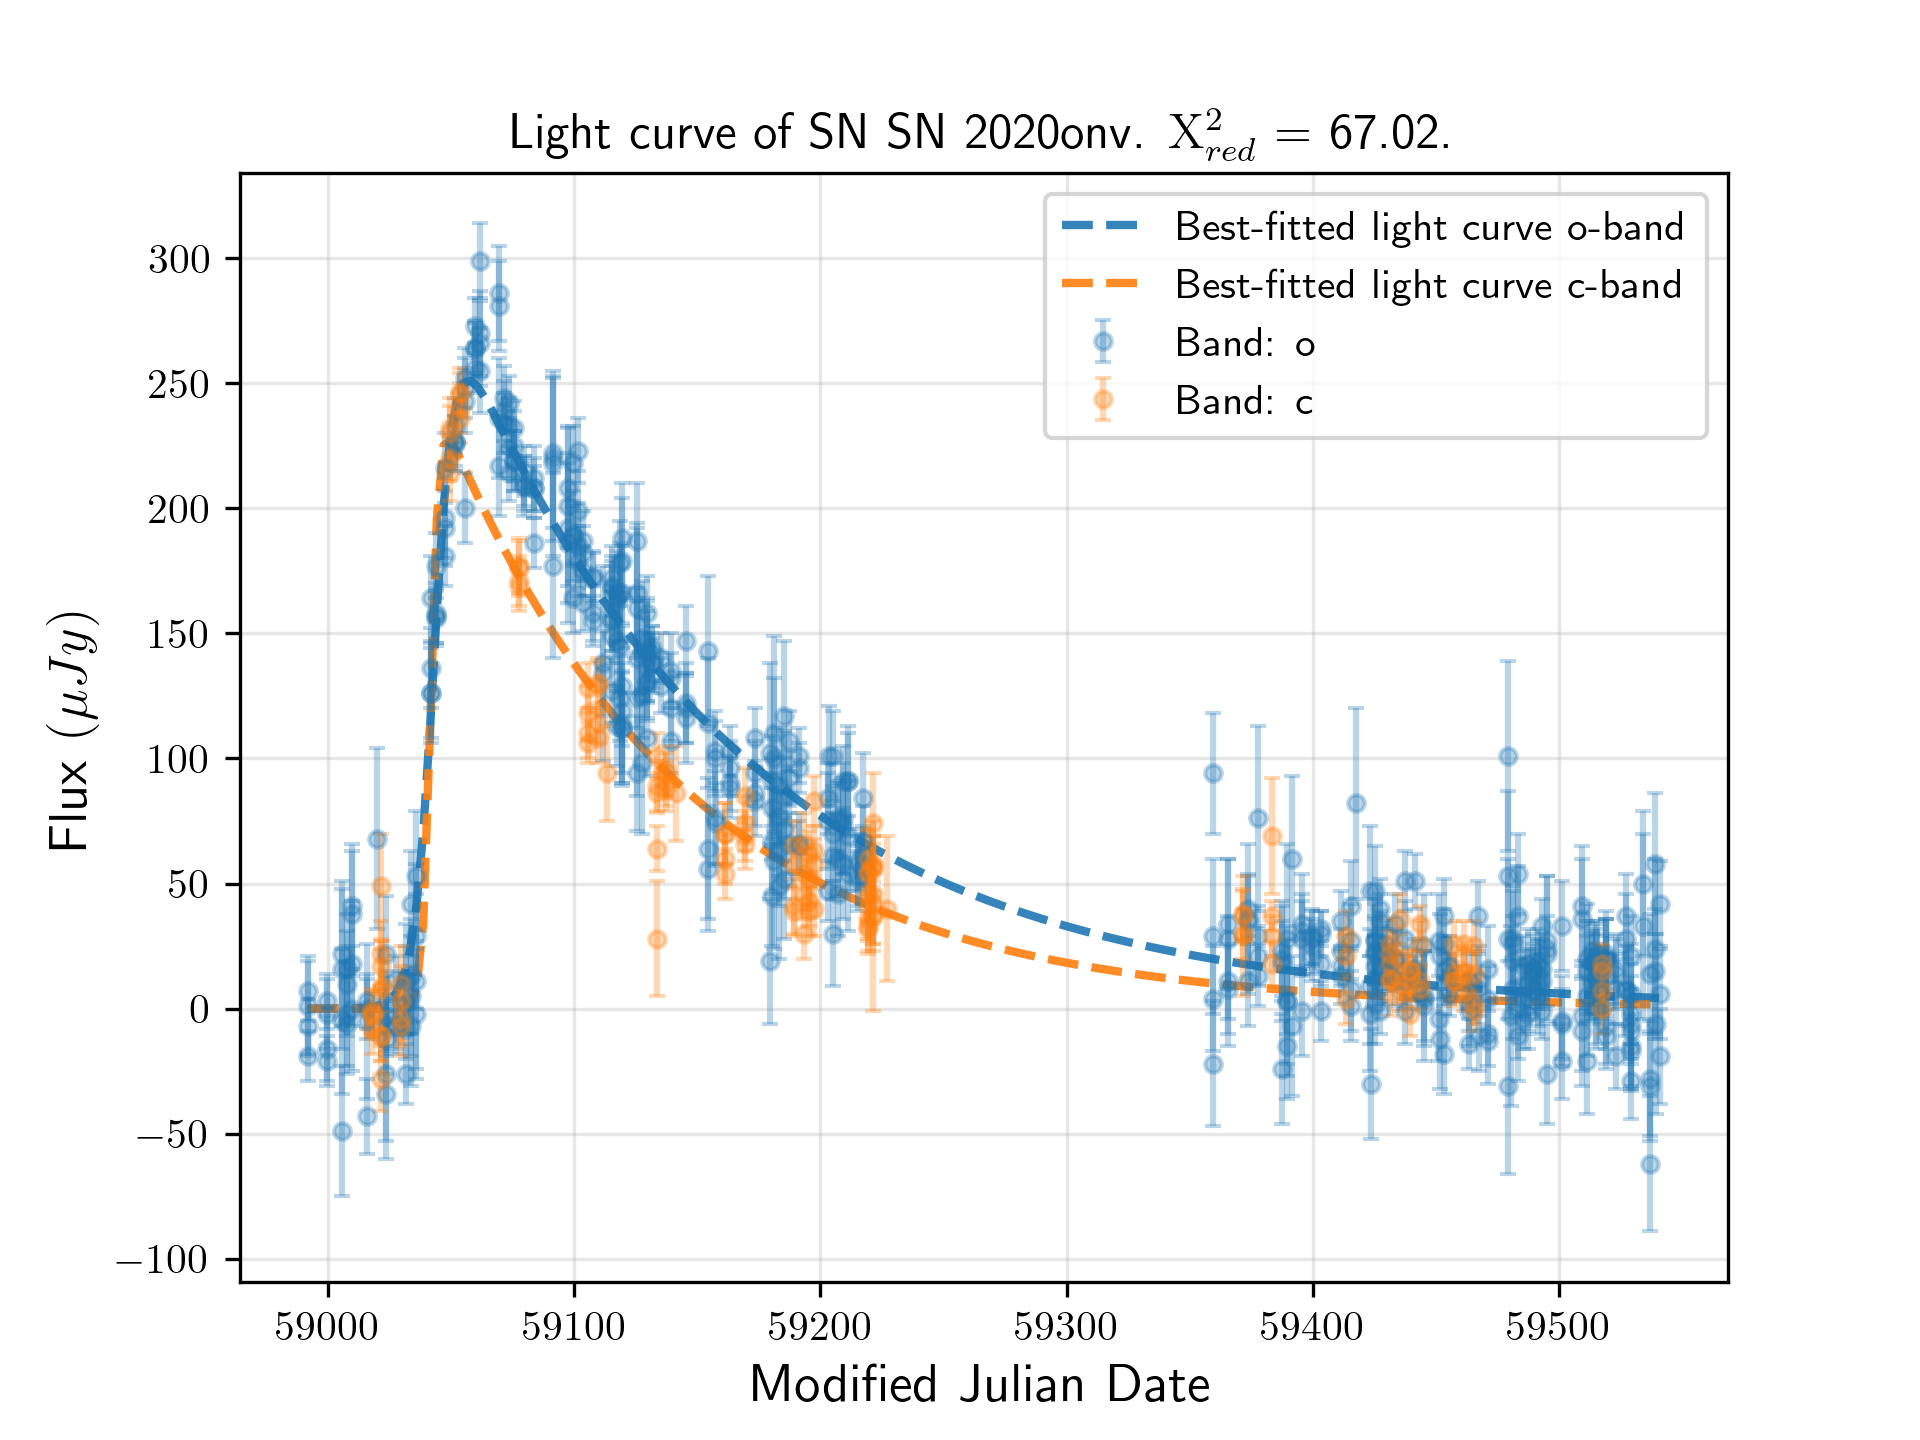 Light curve of SN SN 2020onv. X²_red = 67.02.
Best-fitted light curve o-band
Best-fitted light curve c-band
Band: o
Band: c
300
250
200
150
100
50
0
−50
−100
Flux (μJy)
59000 59100 59200 59300 59400 59500
Modified Julian Date